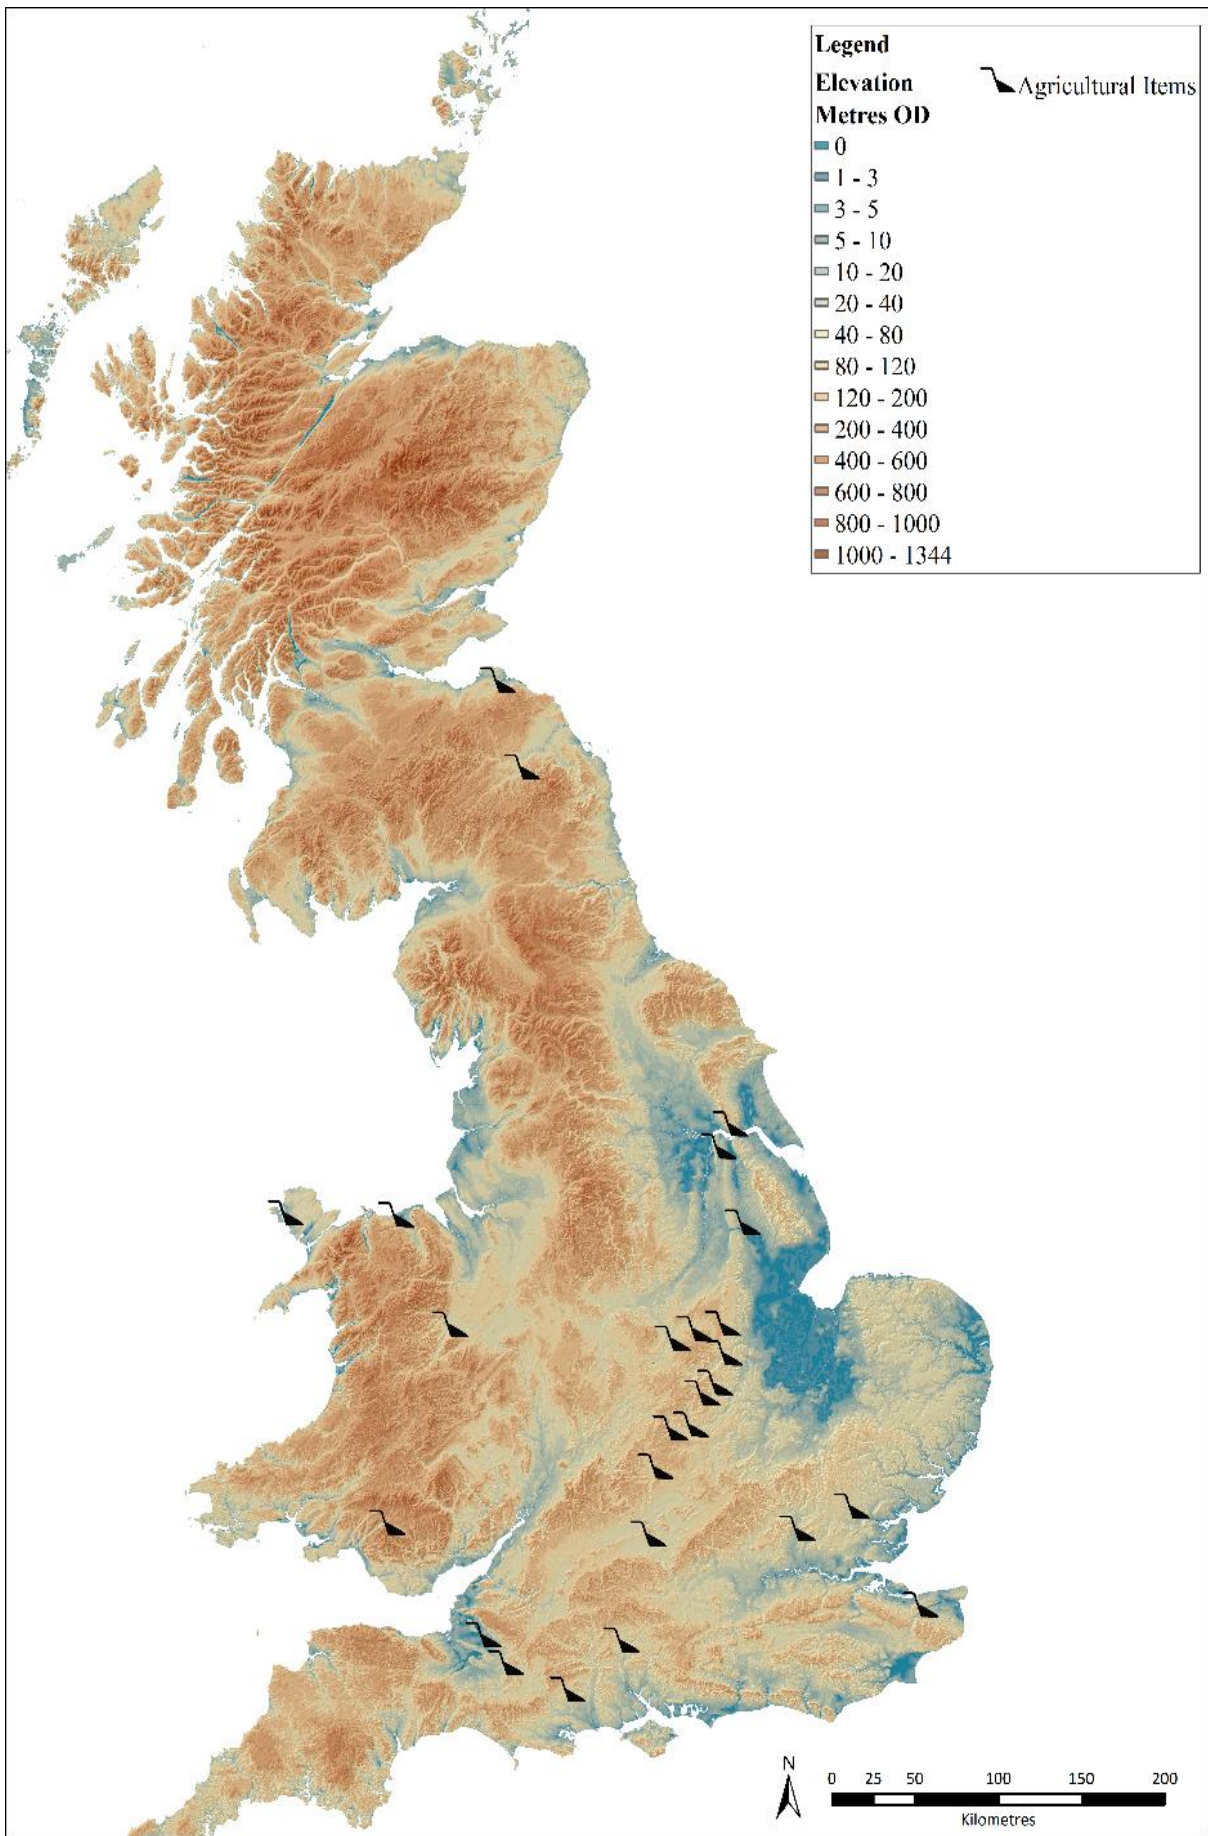 Legend
Elevation
Metres OD
Agricultural Items
0
1 - 3
3 - 5
5 - 10
10 - 20
20 - 40
40 - 80
80 - 120
120 - 200
200 - 400
400 - 600
600 - 800
800 - 1000
1000 - 1344
N
0 25 50 100 150 200
Kilometres